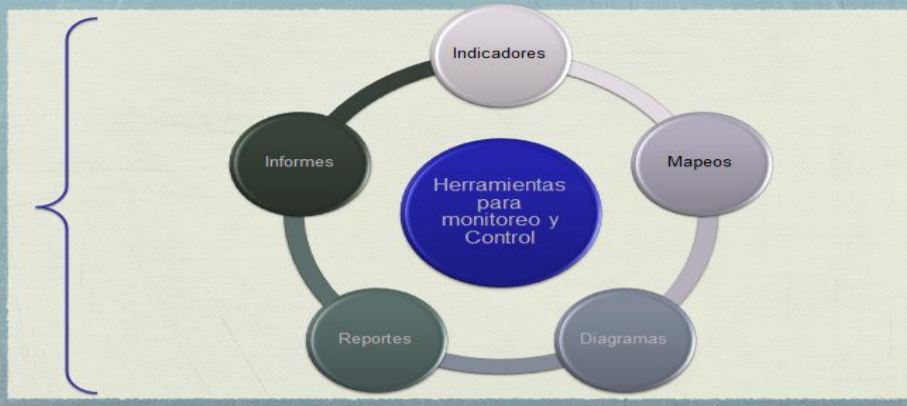 Indicadores
Mapeos
Diagramas
Reportes
Informes
Herramientas
para
monitoreo y
Control